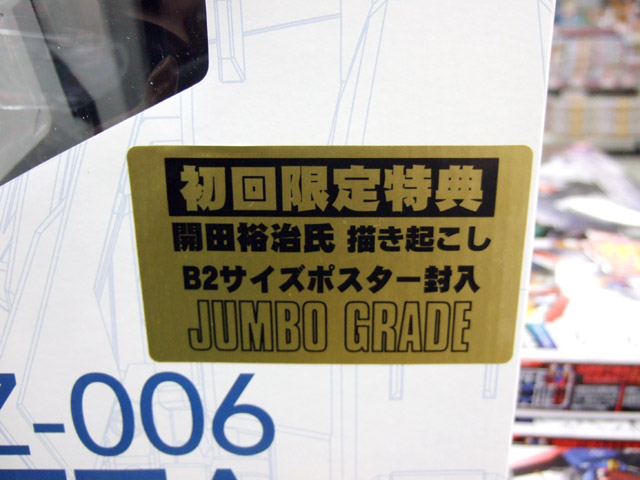 初回限定特典
開田裕治氏 描き起こし
B2サイズポスター封入
JUMBO GRADE
Z-006